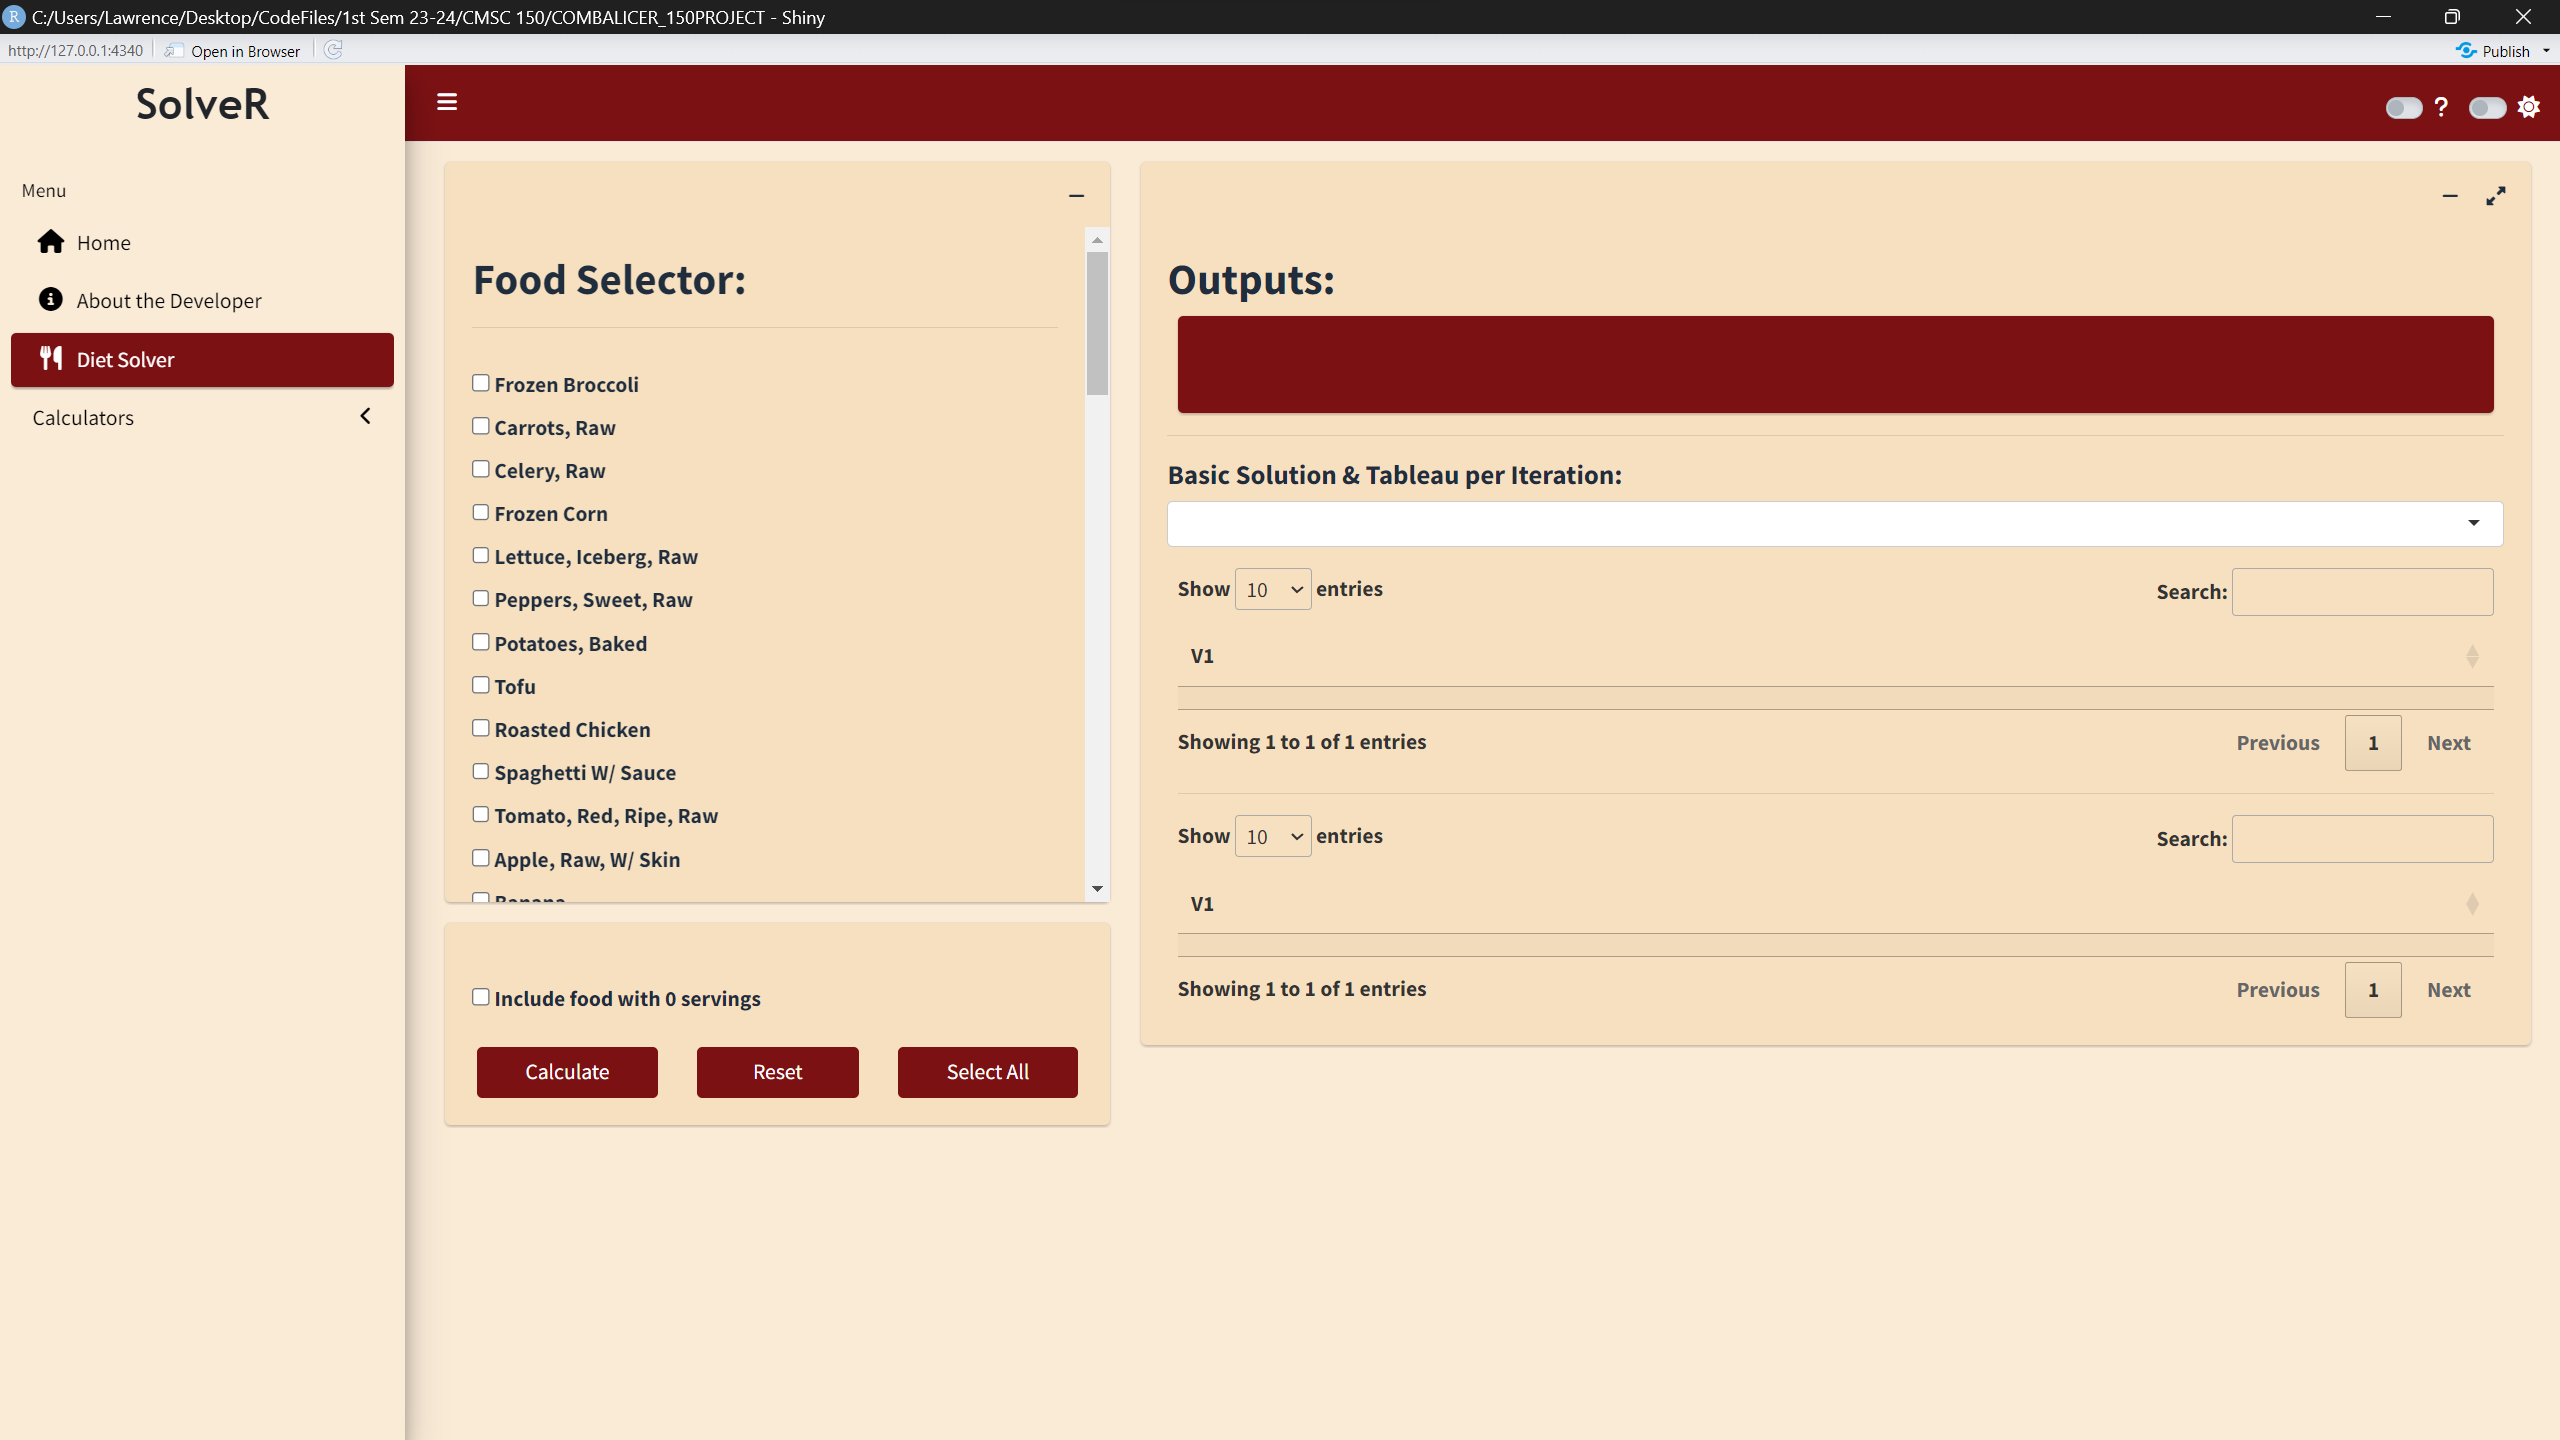 C:/Users/Lawrence/Desktop/CodeFiles/1st Sem 23-24/CMSC 150/COMBALICER_150PROJECT - Shiny
http://127.0.0.1:4340 Open in Browser Publish
SolveR
?
Menu
Home
About the Developer
Diet Solver
Calculators
Food Selector:
Frozen Broccoli
Carrots, Raw
Celery, Raw
Frozen Corn
Lettuce, Iceberg, Raw
Peppers, Sweet, Raw
Potatoes, Baked
Tofu
Roasted Chicken
Spaghetti W/ Sauce
Tomato, Red, Ripe, Raw
Apple, Raw, W/ Skin
Banana
Include food with 0 servings
Calculate Reset Select All
Outputs:
Basic Solution & Tableau per Iteration:
Show 10 entries Search:
V1
Showing 1 to 1 of 1 entries Previous 1 Next
Show 10 entries Search:
V1
Showing 1 to 1 of 1 entries Previous 1 Next